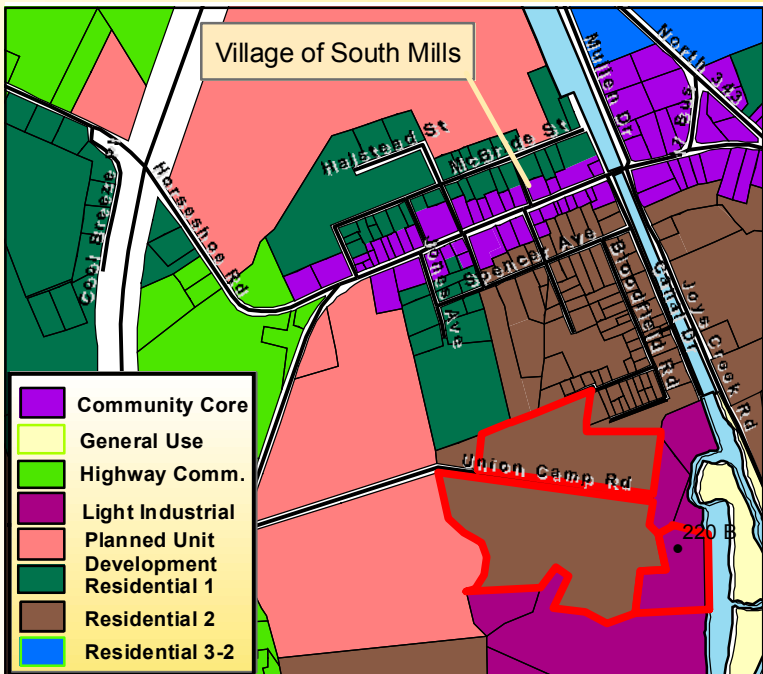 Village of South Mills
North 343
Mullen Dr
17 Bus
McBride St
Halstead St
Horseshoe Rd
Cool Breeze
Jones Ave
Spencer Ave
Bloodfield Rd
Canal Dr
Joys Creek Rd
Union Camp Rd
220 B
Community Core
General Use
Highway Comm.
Light Industrial
Planned Unit
Development
Residential 1
Residential 2
Residential 3-2